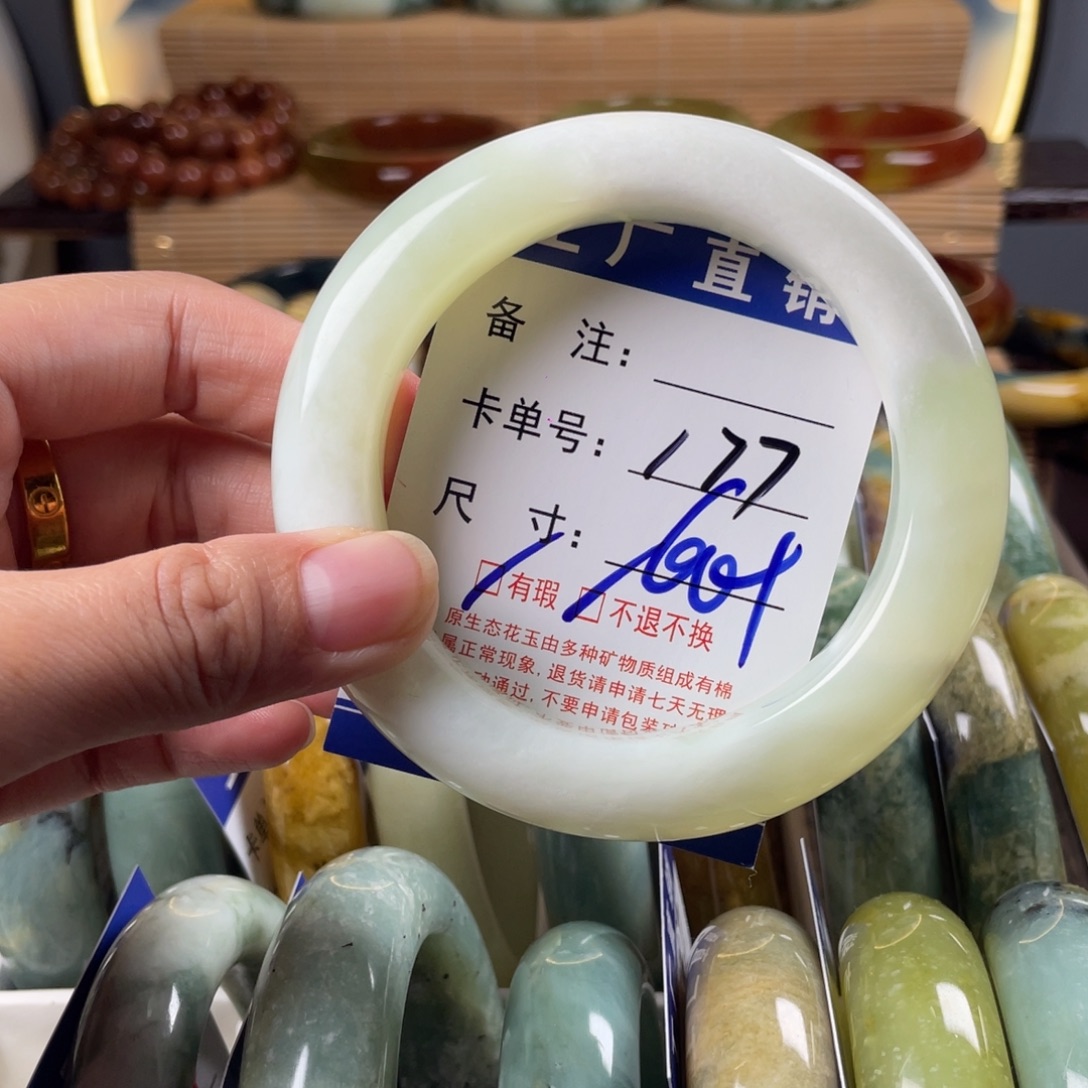 工厂直销
备 注：
卡单号：177
尺 寸：
□有瑕 □不退不换
原生态花玉由多种矿物质组成有棉
属正常现象，退货请申请七天无理
动通过，不要申请包装